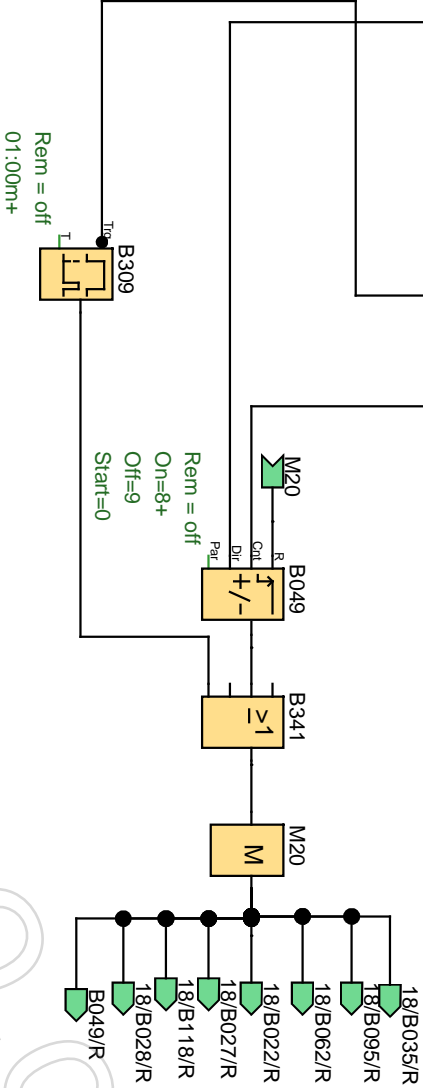 B309
Trg
T
Rem = off
01:00m+
M20
B049
R
Cnt
Dir
Par
+/-
Rem = off
On=8+
Off=9
Start=0
B341
≥1
M20
M
18/B035/R
18/B095/R
18/B062/R
18/B022/R
18/B027/R
18/B118/R
18/B028/R
B049/R